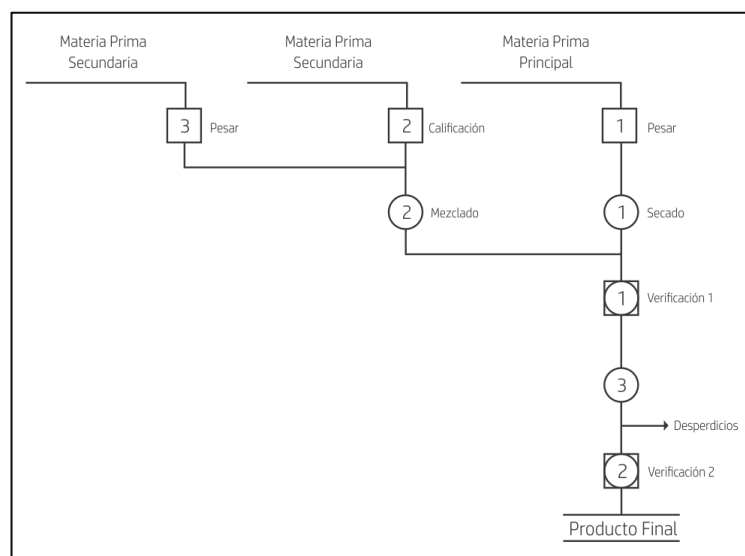 Materia Prima
Secundaria
Materia Prima
Secundaria
Materia Prima
Principal
3 Pesar
2 Calificación
1 Pesar
2 Mezclado
1 Secado
1 Verificación 1
3
Desperdicios
2 Verificación 2
Producto Final